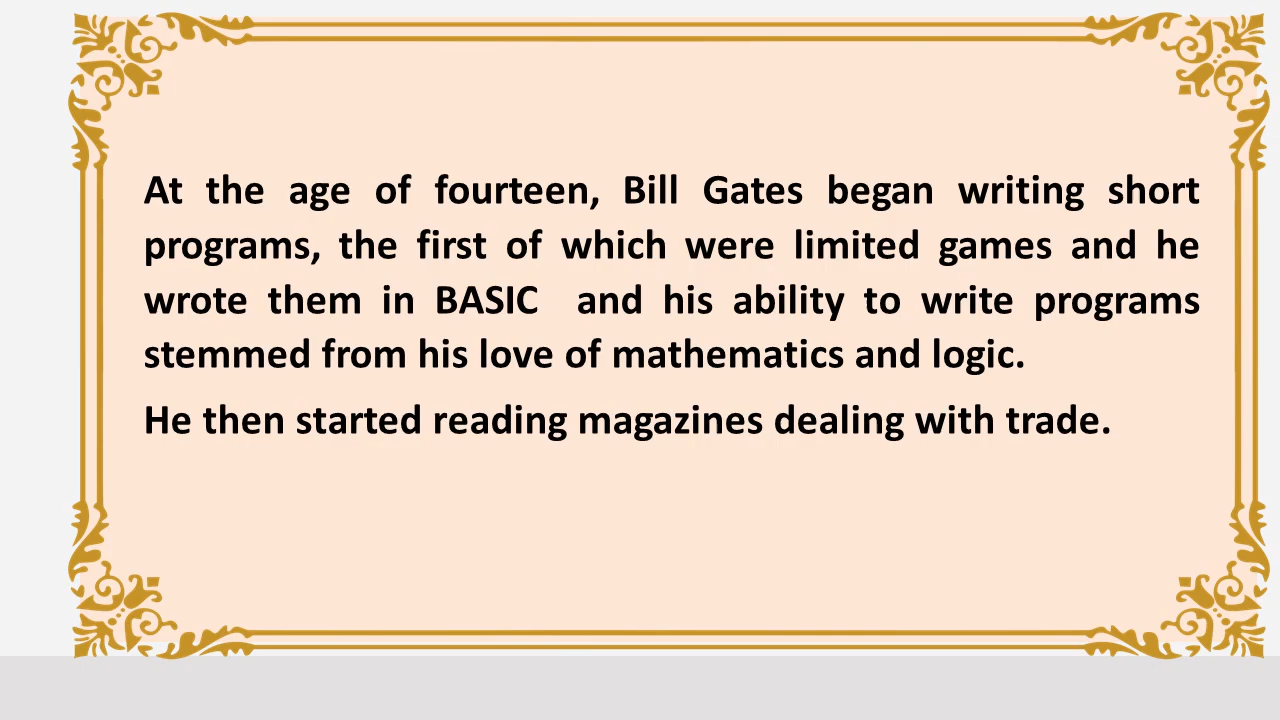 At the age of fourteen, Bill Gates began writing short
programs, the first of which were limited games and he
wrote them in BASIC  and his ability to write programs
stemmed from his love of mathematics and logic.
He then started reading magazines dealing with trade.